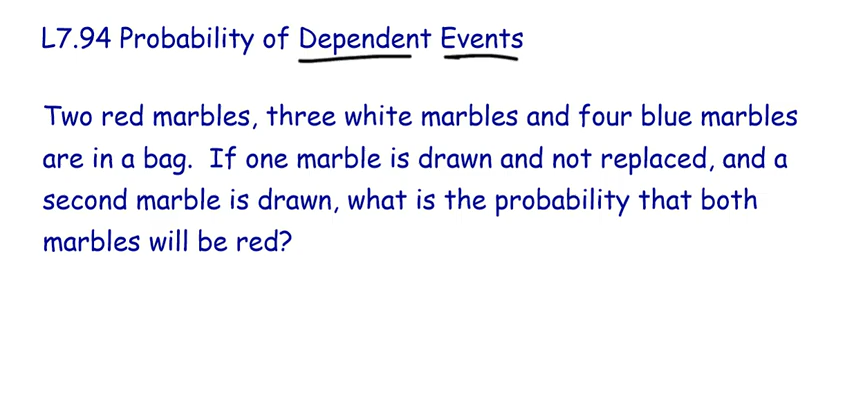 L7.94 Probability of Dependent Events
Two red marbles, three white marbles and four blue marbles
are in a bag. If one marble is drawn and not replaced, and a
second marble is drawn, what is the probability that both
marbles will be red?